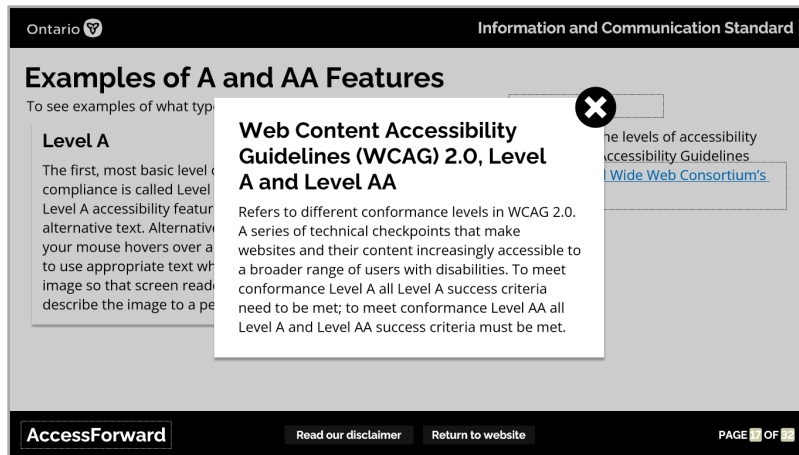 Ontario
Information and Communication Standard
Examples of A and AA Features
To see examples of what typ
Level A
The first, most basic level
compliance is called Level
Level A accessibility featur
alternative text. Alternativ
your mouse hovers over a
to use appropriate text wh
image so that screen read
describe the image to a pe
Web Content Accessibility
Guidelines (WCAG) 2.0, Level
A and Level AA
Refers to different conformance levels in WCAG 2.0.
A series of technical checkpoints that make
websites and their content increasingly accessible to
a broader range of users with disabilities. To meet
conformance Level A all Level A success criteria
need to be met; to meet conformance Level AA all
Level A and Level AA success criteria must be met.
he levels of accessibility
Accessibility Guidelines
Wide Web Consortium's
AccessForward
Read our disclaimer
Return to website
PAGE 17 OF 32